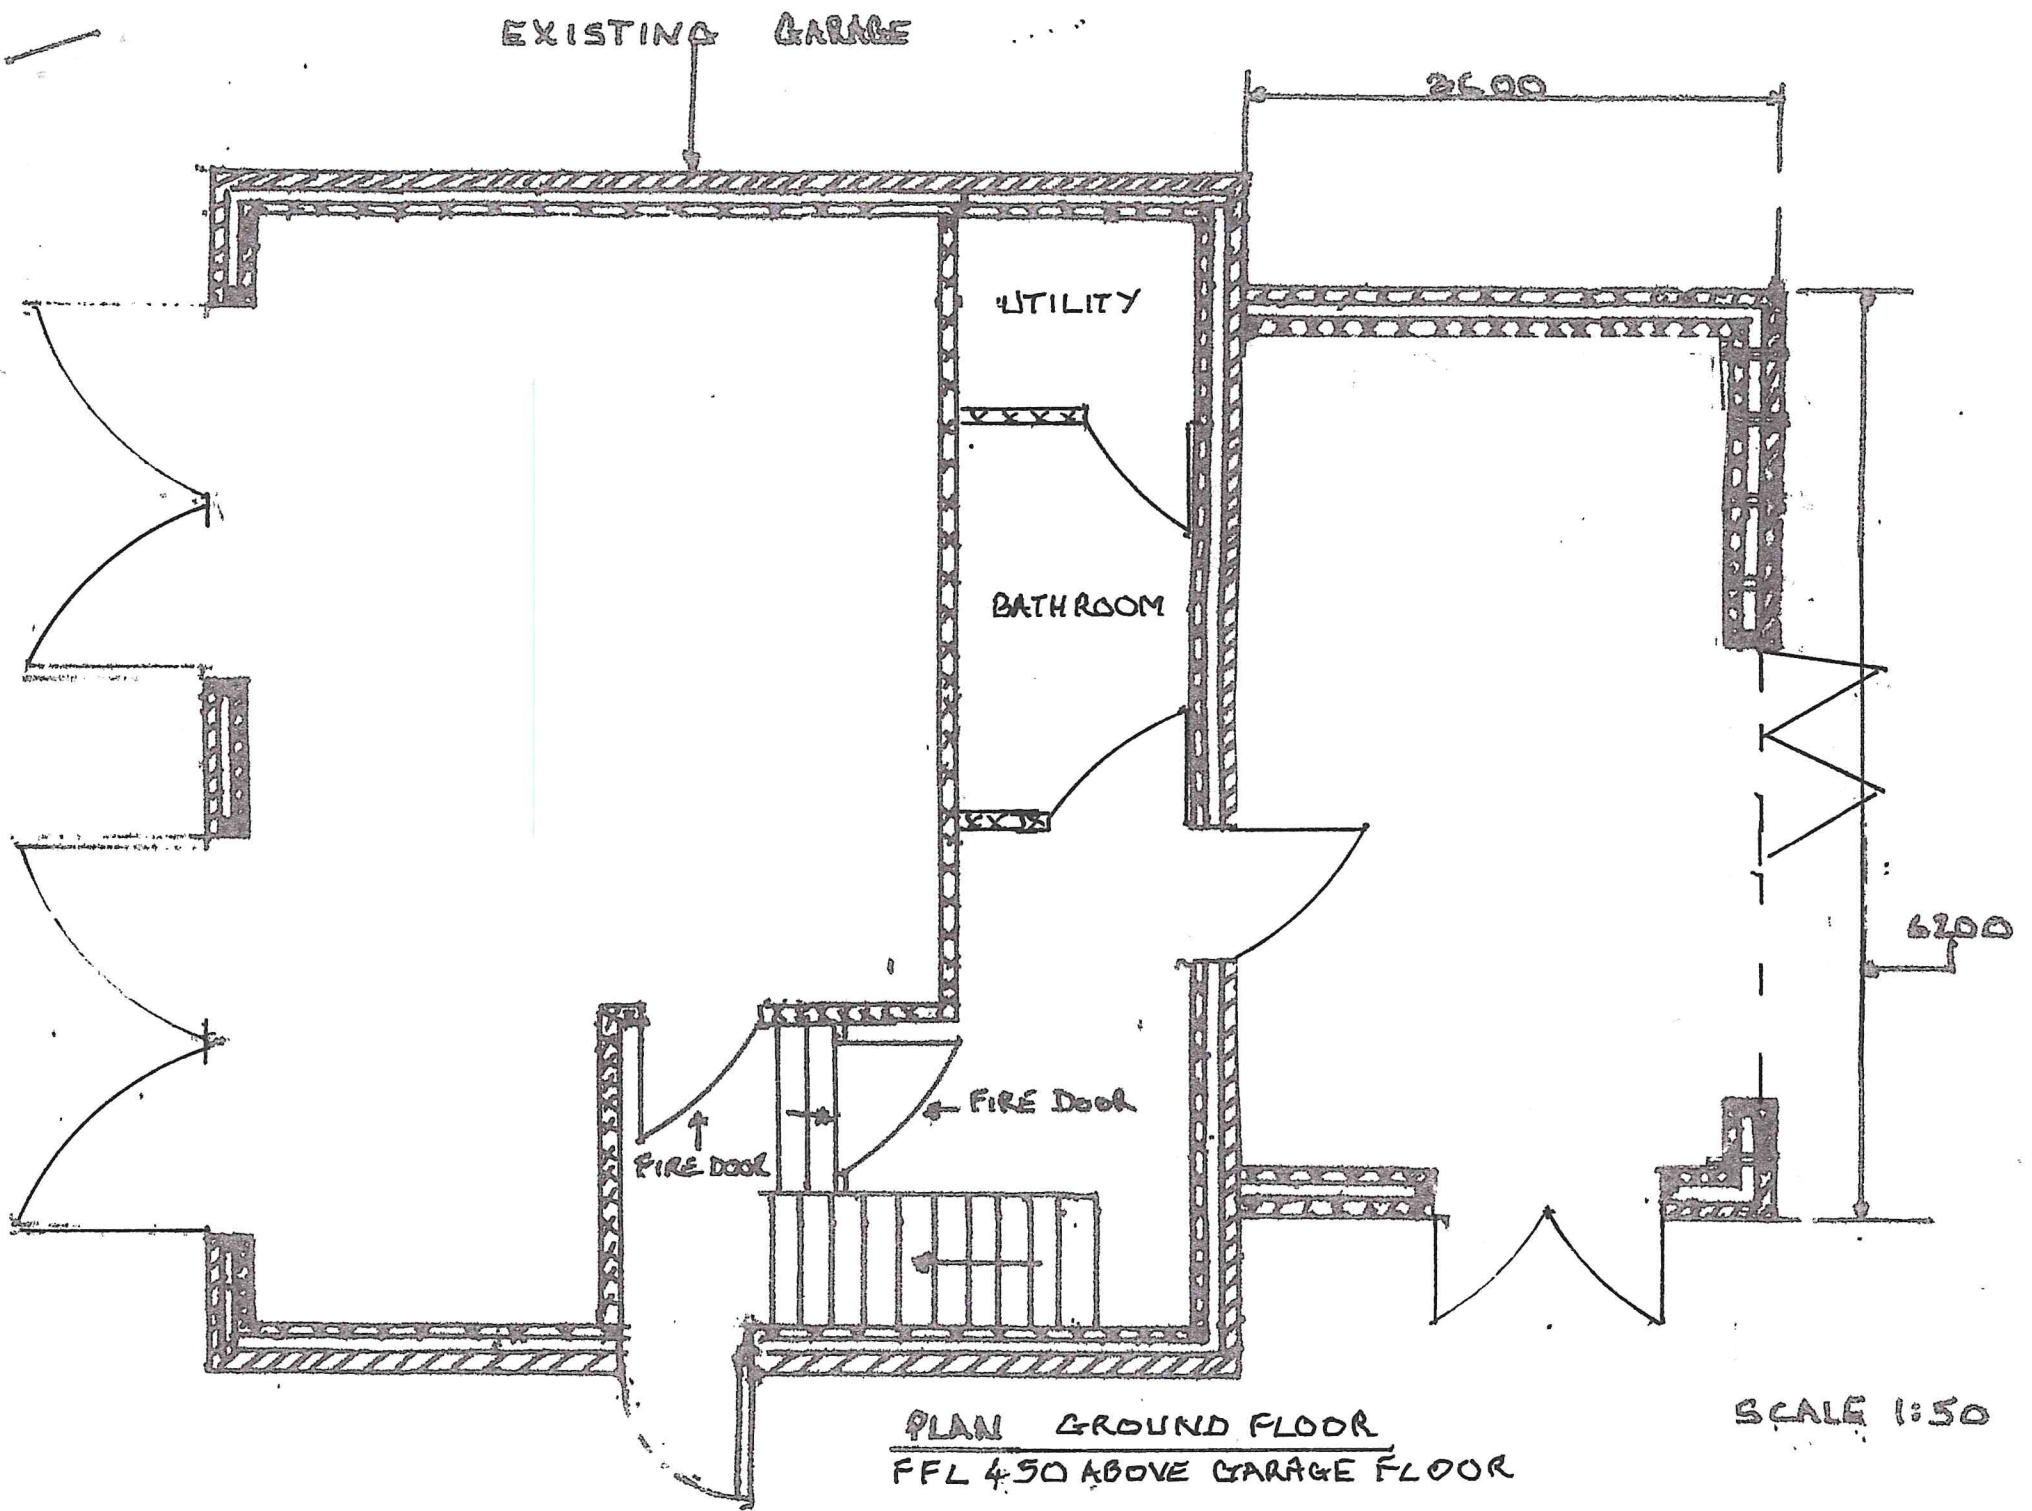 EXISTING GARAGE
3600
UTILITY
BATHROOM
6200
FIRE DOOR
FIRE DOOR
PLAN GROUND FLOOR
SCALE 1:50
FFL 450 ABOVE GARAGE FLOOR